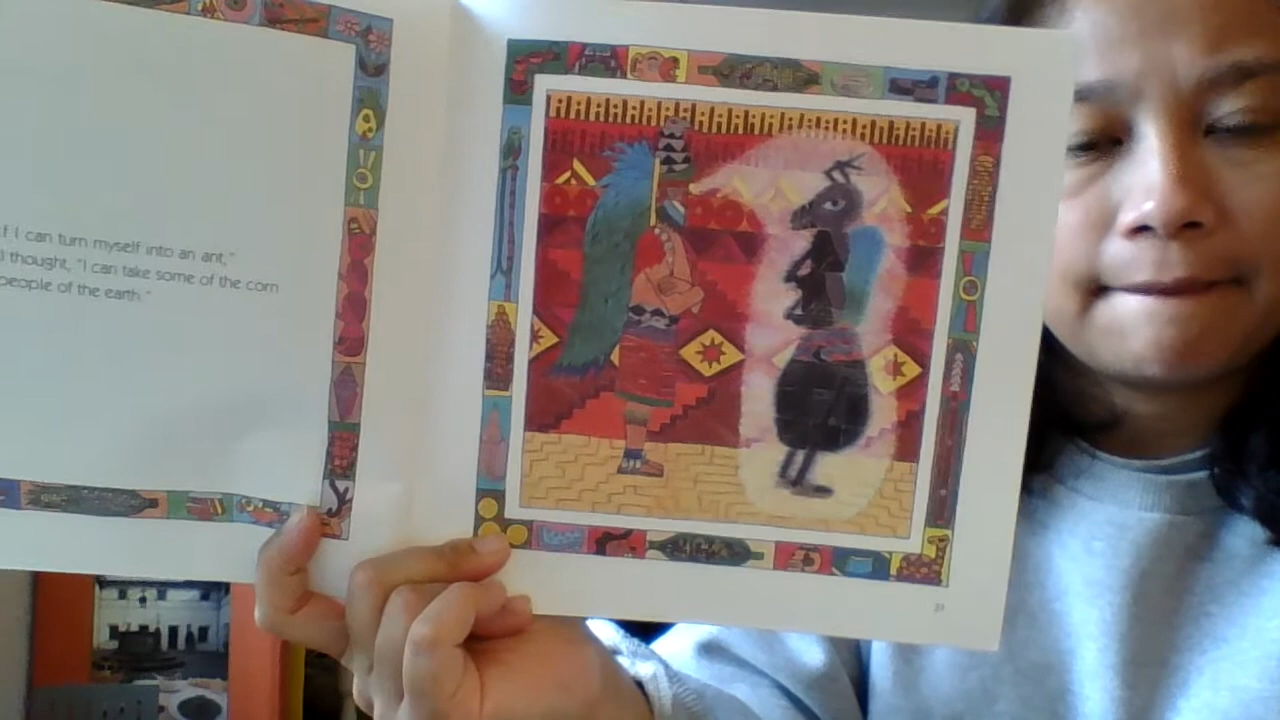 f I can turn myself into an ant,"
I thought, "I can take some of the corn
people of the earth."